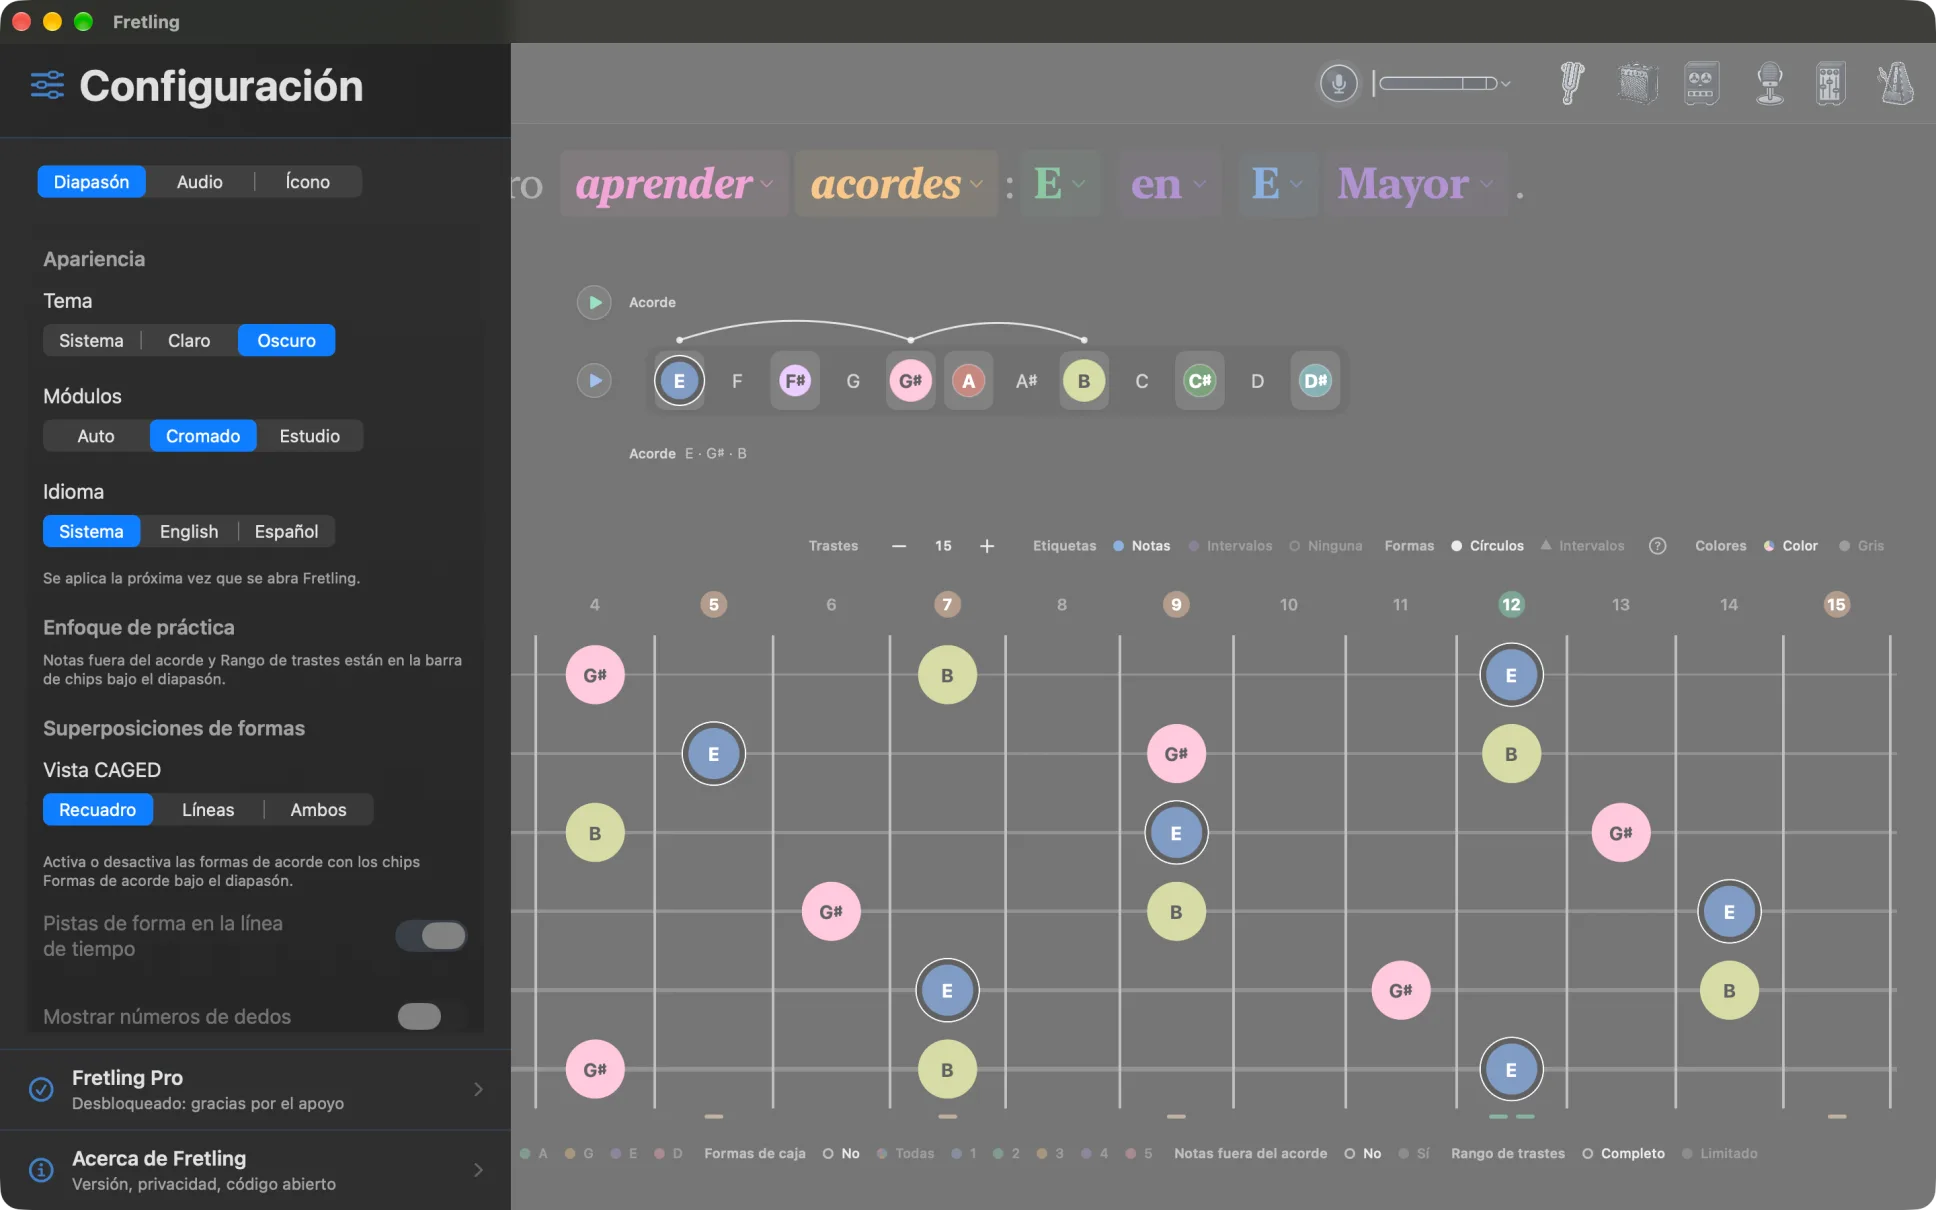 Fretling
Configuración
Diapasón Audio Ícono
Apariencia
Tema
Sistema Claro Oscuro
Módulos
Auto Cromado Estudio
Idioma
Sistema English Español
Se aplica la próxima vez que se abra Fretling.
Enfoque de práctica
Notas fuera del acorde y Rango de trastes están en la barra
de chips bajo el diapasón.
Superposiciones de formas
Vista CAGED
Recuadro Líneas Ambos
Activa o desactiva las formas de acorde con los chips
Formas de acorde bajo el diapasón.
Pistas de forma en la línea
de tiempo
Mostrar números de dedos
Fretling Pro
Desbloqueado: gracias por el apoyo
Acerca de Fretling
Versión, privacidad, código abierto
ro aprender acordes : E en E Mayor .
Acorde
E F F# G G# A A# B C C# D D#
Acorde E · G# · B
Trastes — 15 + Etiquetas Notas Intervalos Ninguna Formas Círculos Intervalos ? Colores Color Gris
4 5 6 7 8 9 10 11 12 13 14 15
G# B E
E G# B
B E G#
G# B E
E G# B
G# B E
A G E D Formas de caja No Todas 1 2 3 4 5 Notas fuera del acorde No Sí Rango de trastes Completo Limitado